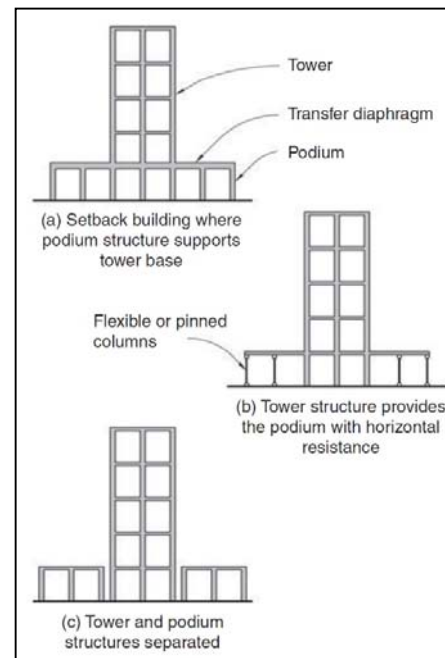 Tower
Transfer diaphragm
Podium
(a) Setback building where
podium structure supports
tower base
Flexible or pinned
columns
(b) Tower structure provides
the podium with horizontal
resistance
(c) Tower and podium
structures separated